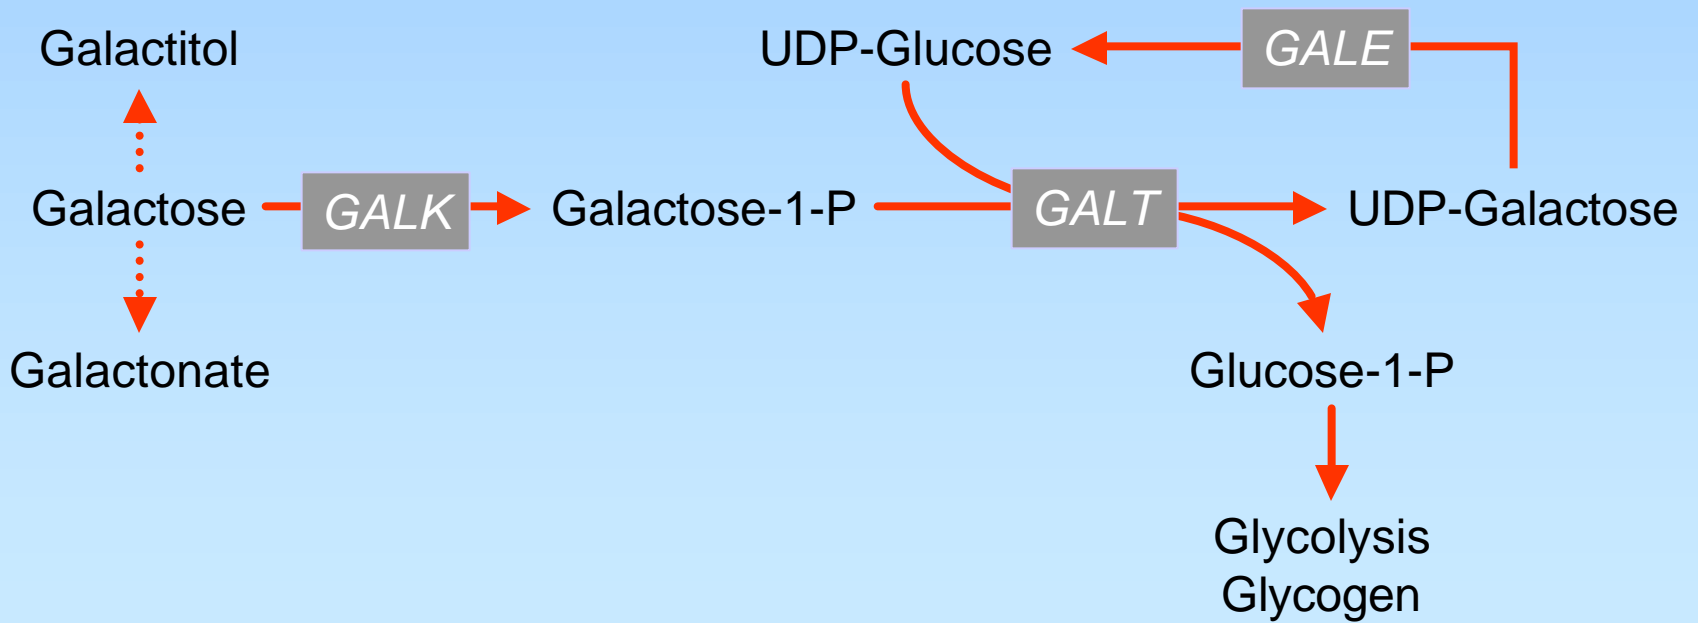 Galactitol
UDP-Glucose
GALE
Galactose
GALK
Galactose-1-P
GALT
UDP-Galactose
Galactonate
Glucose-1-P
Glycolysis
Glycogen